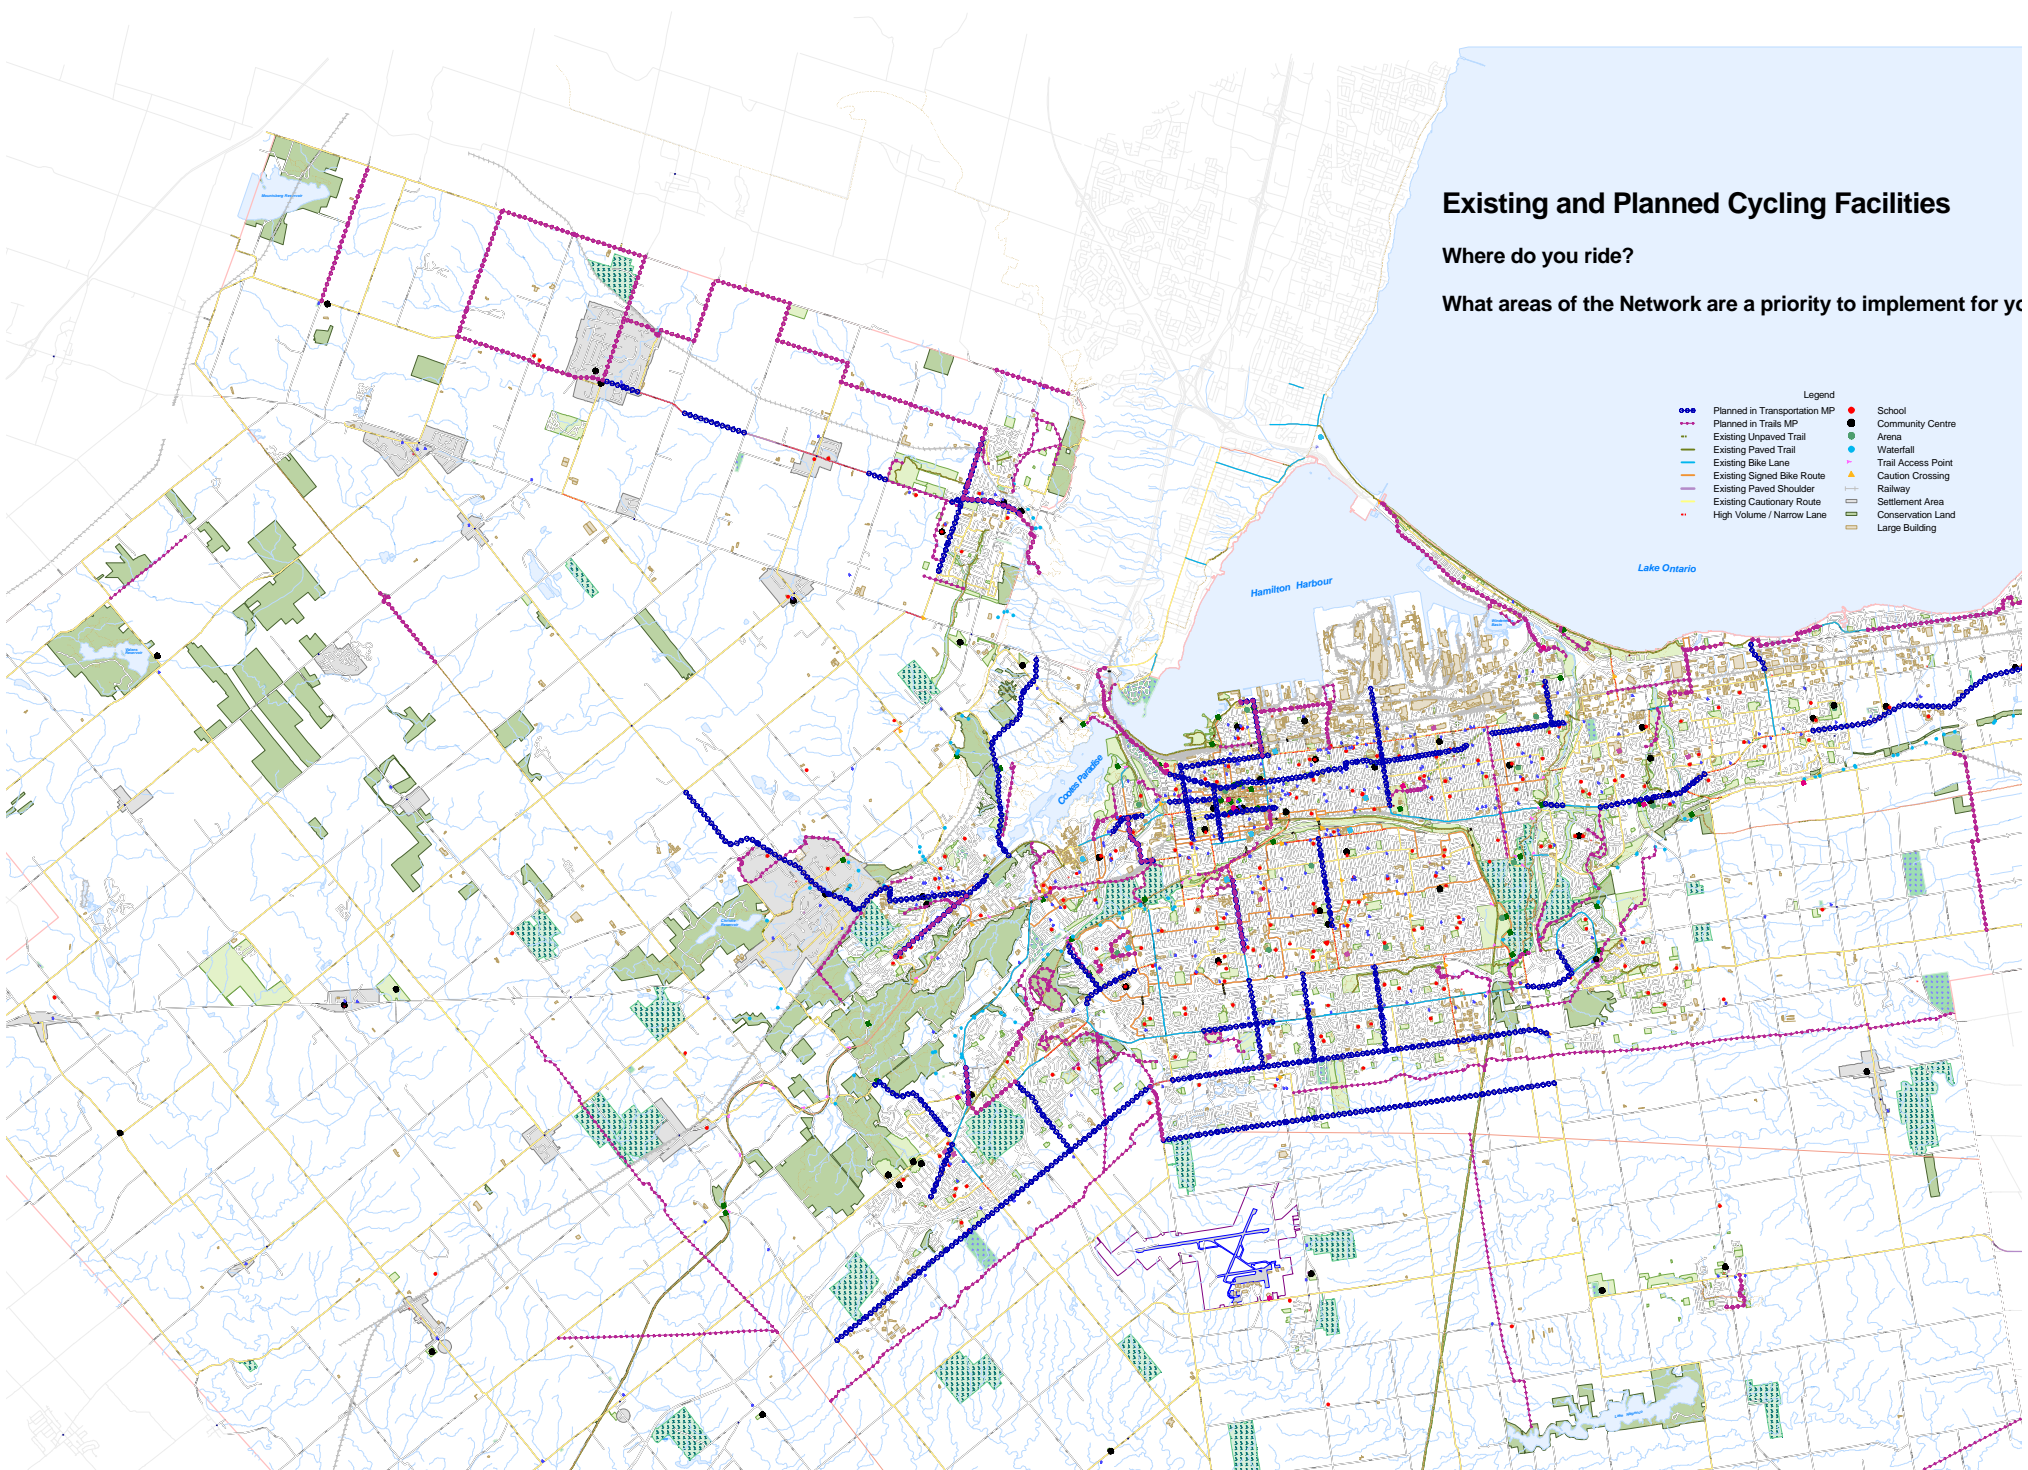 Existing and Planned Cycling Facilities
Where do you ride?
What areas of the Network are a priority to implement for yo
Legend
Planned in Transportation MP
Planned in Trails MP
Existing Unpaved Trail
Existing Paved Trail
Existing Bike Lane
Existing Signed Bike Route
Existing Paved Shoulder
Existing Cautionary Route
High Volume / Narrow Lane
School
Community Centre
Arena
Waterfall
Trail Access Point
Caution Crossing
Railway
Settlement Area
Conservation Land
Large Building
Lake Ontario
Hamilton Harbour
Cootes Paradise